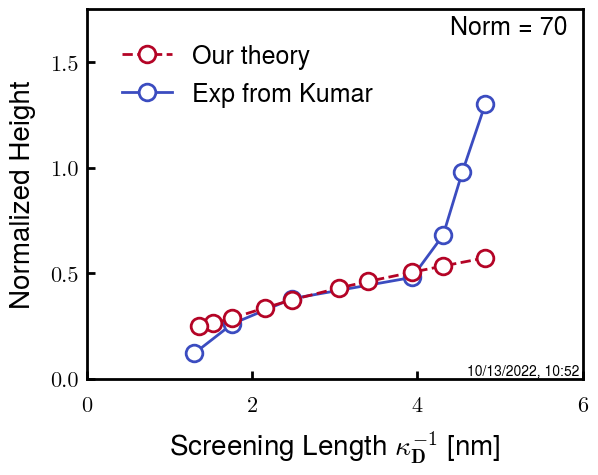 Norm = 70
Our theory
Exp from Kumar
Normalized Height
1.5
1.0
0.5
0.0
10/13/2022, 10:52
0 2 4 6
Screening Length κ_D^{-1} [nm]